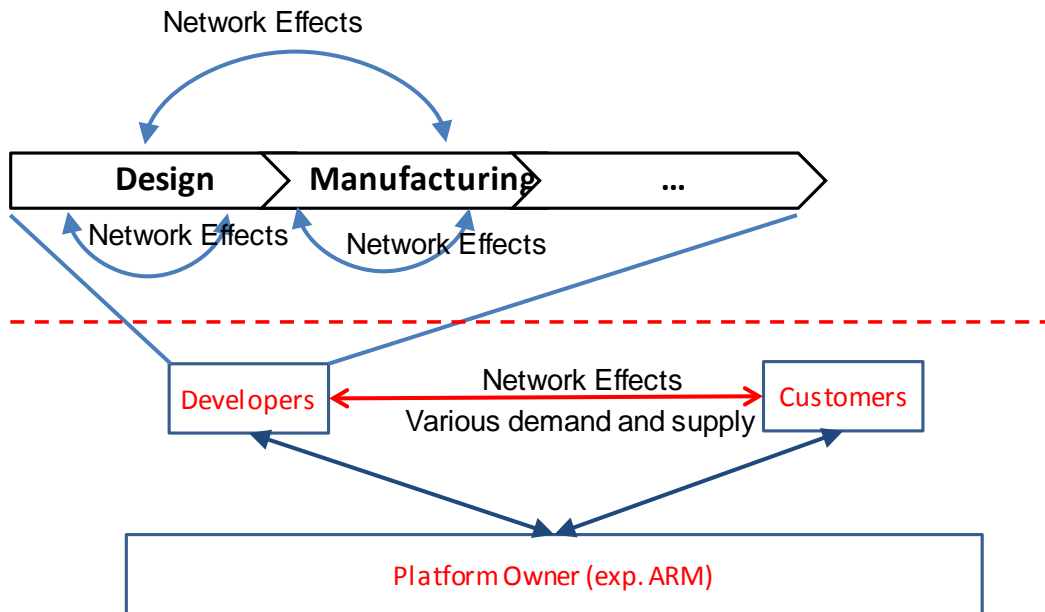 Network Effects
Design
Manufacturing
...
Network Effects
Network Effects
Developers
Network Effects
Various demand and supply
Customers
Platform Owner (exp. ARM)